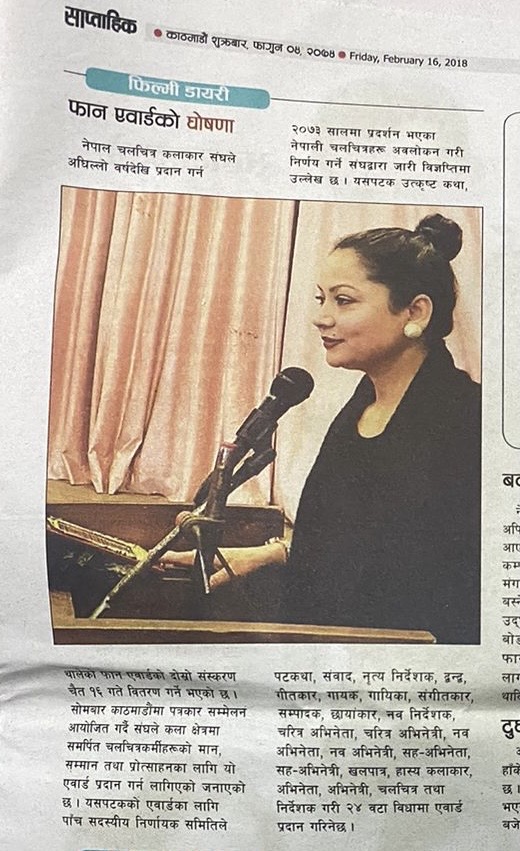 साप्ताहिक
● काठमाडौं शुक्रबार, फागुन ०४, २०७४ ● Friday, February 16, 2018
फिल्मी डायरी
फान एवार्डको घोषणा
नेपाल चलचित्र कलाकार संघले
अघिल्लो वर्षदेखि प्रदान गर्न
थालेको फान एवार्डको दोस्रो संस्करण
चैत १६ गते वितरण गर्ने भएको छ ।
सोमबार काठमाडौंमा पत्रकार सम्मेलन
आयोजित गर्दै संघले कला क्षेत्रमा
समर्पित चलचित्रकर्मीहरूको मान,
सम्मान तथा प्रोत्साहनका लागि यो
एवार्ड प्रदान गर्न लागिएको जनाएको
छ । यसपटकको एवार्डका लागि
पाँच सदस्यीय निर्णायक समितिले
२०७३ सालमा प्रदर्शन भएका
नेपाली चलचित्रहरू अवलोकन गरी
निर्णय गर्ने संघद्वारा जारी विज्ञप्तिमा
उल्लेख छ । यसपटक उत्कृष्ट कथा,
पटकथा, संवाद, नृत्य निर्देशक, द्वन्द्व,
गीतकार, गायक, गायिका, संगीतकार,
सम्पादक, छायांकार, नव निर्देशक,
चरित्र अभिनेता, चरित्र अभिनेत्री, नव
अभिनेता, नव अभिनेत्री, सह-अभिनेता,
सह-अभिनेत्री, खलपात्र, हास्य कलाकार,
अभिनेता, अभिनेत्री, चलचित्र तथा
निर्देशक गरी २४ वटा विधामा एवार्ड
प्रदान गरिनेछ ।